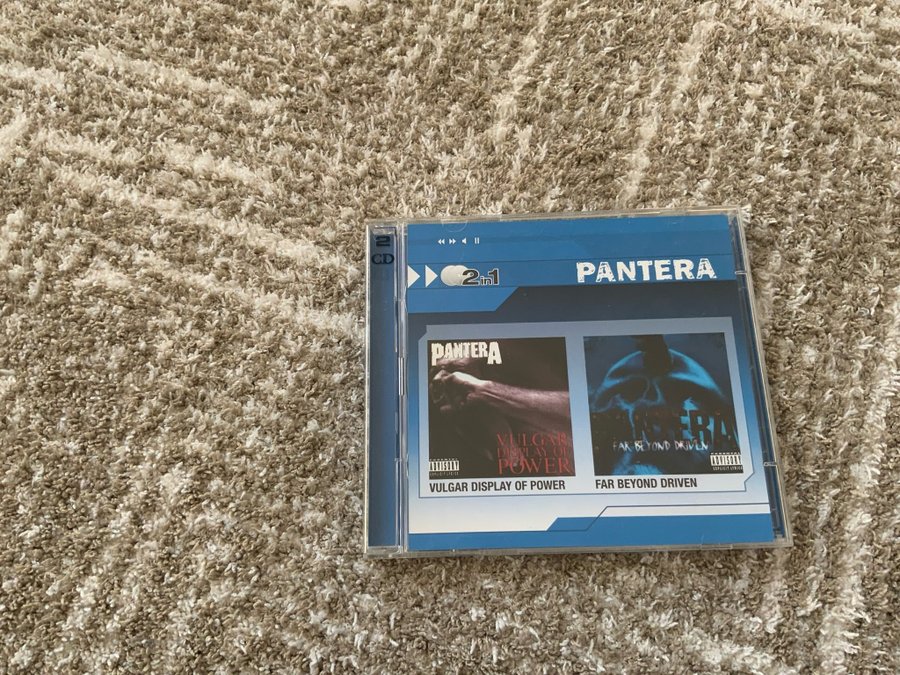 2
CD
2in1
PANTERA
PANTERA
VULGAR
DISPLAY OF
POWER
VULGAR DISPLAY OF POWER
FAR BEYOND DRIVEN
FAR BEYOND DRIVEN